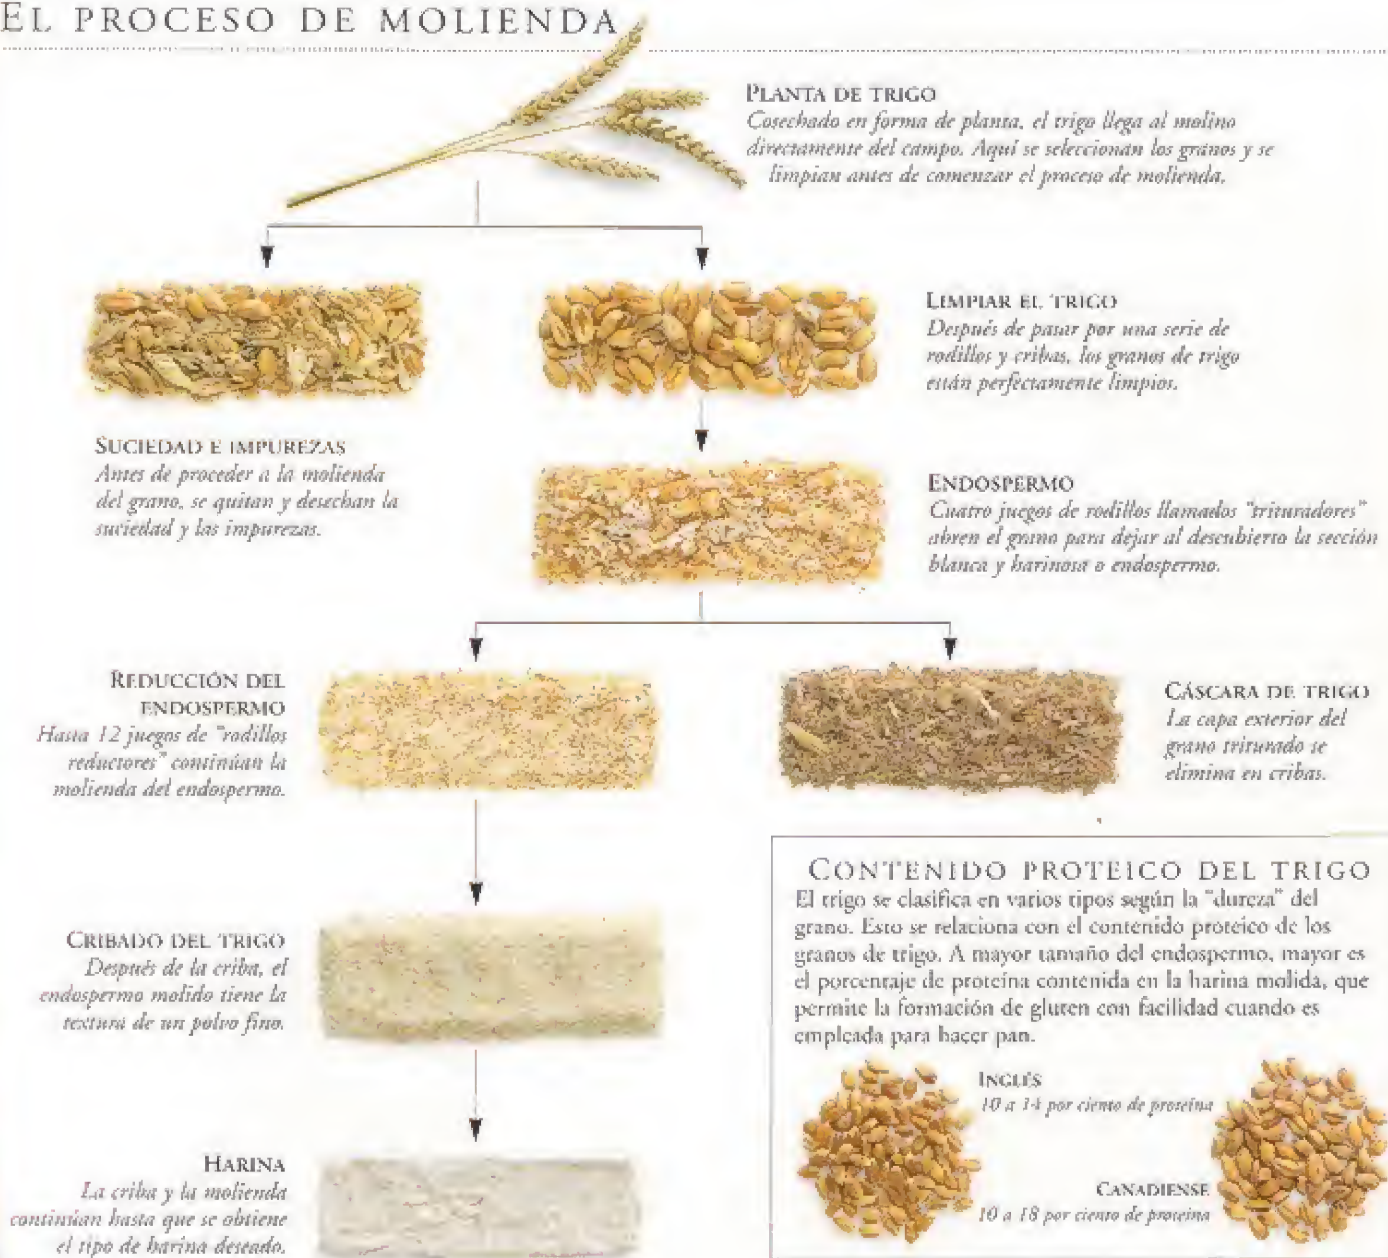 EL PROCESO DE MOLIENDA
PLANTA DE TRIGO
Cosechado en forma de planta, el trigo llega al molino
directamente del campo. Aquí se seleccionan los granos y se
limpian antes de comenzar el proceso de molienda.
LIMPIAR EL TRIGO
Después de pasar por una serie de
rodillos y cribas, los granos de trigo
están perfectamente limpios.
SUCIEDAD E IMPUREZAS
Antes de proceder a la molienda
del grano, se quitan y desechan la
suciedad y las impurezas.
ENDOSPERMO
Cuatro juegos de rodillos llamados "trituradores"
abren el grano para dejar al descubierto la sección
blanca y harinosa o endospermo.
REDUCCIÓN DEL
ENDOSPERMO
Hasta 12 juegos de "rodillos
reductores" continúan la
molienda del endospermo.
CÁSCARA DE TRIGO
La capa exterior del
grano triturado se
elimina en cribas.
CRIBADO DEL TRIGO
Después de la criba, el
endospermo molido tiene la
textura de un polvo fino.
HARINA
La criba y la molienda
continúan hasta que se obtiene
el tipo de harina deseado.
CONTENIDO PROTEICO DEL TRIGO
El trigo se clasifica en varios tipos según la "dureza" del
grano. Esto se relaciona con el contenido proteico de los
granos de trigo. A mayor tamaño del endospermo, mayor es
el porcentaje de proteína contenida en la harina molida, que
permite la formación de gluten con facilidad cuando es
empleada para hacer pan.
INGLÉS
10 a 14 por ciento de proteína
CANADIENSE
10 a 18 por ciento de proteína